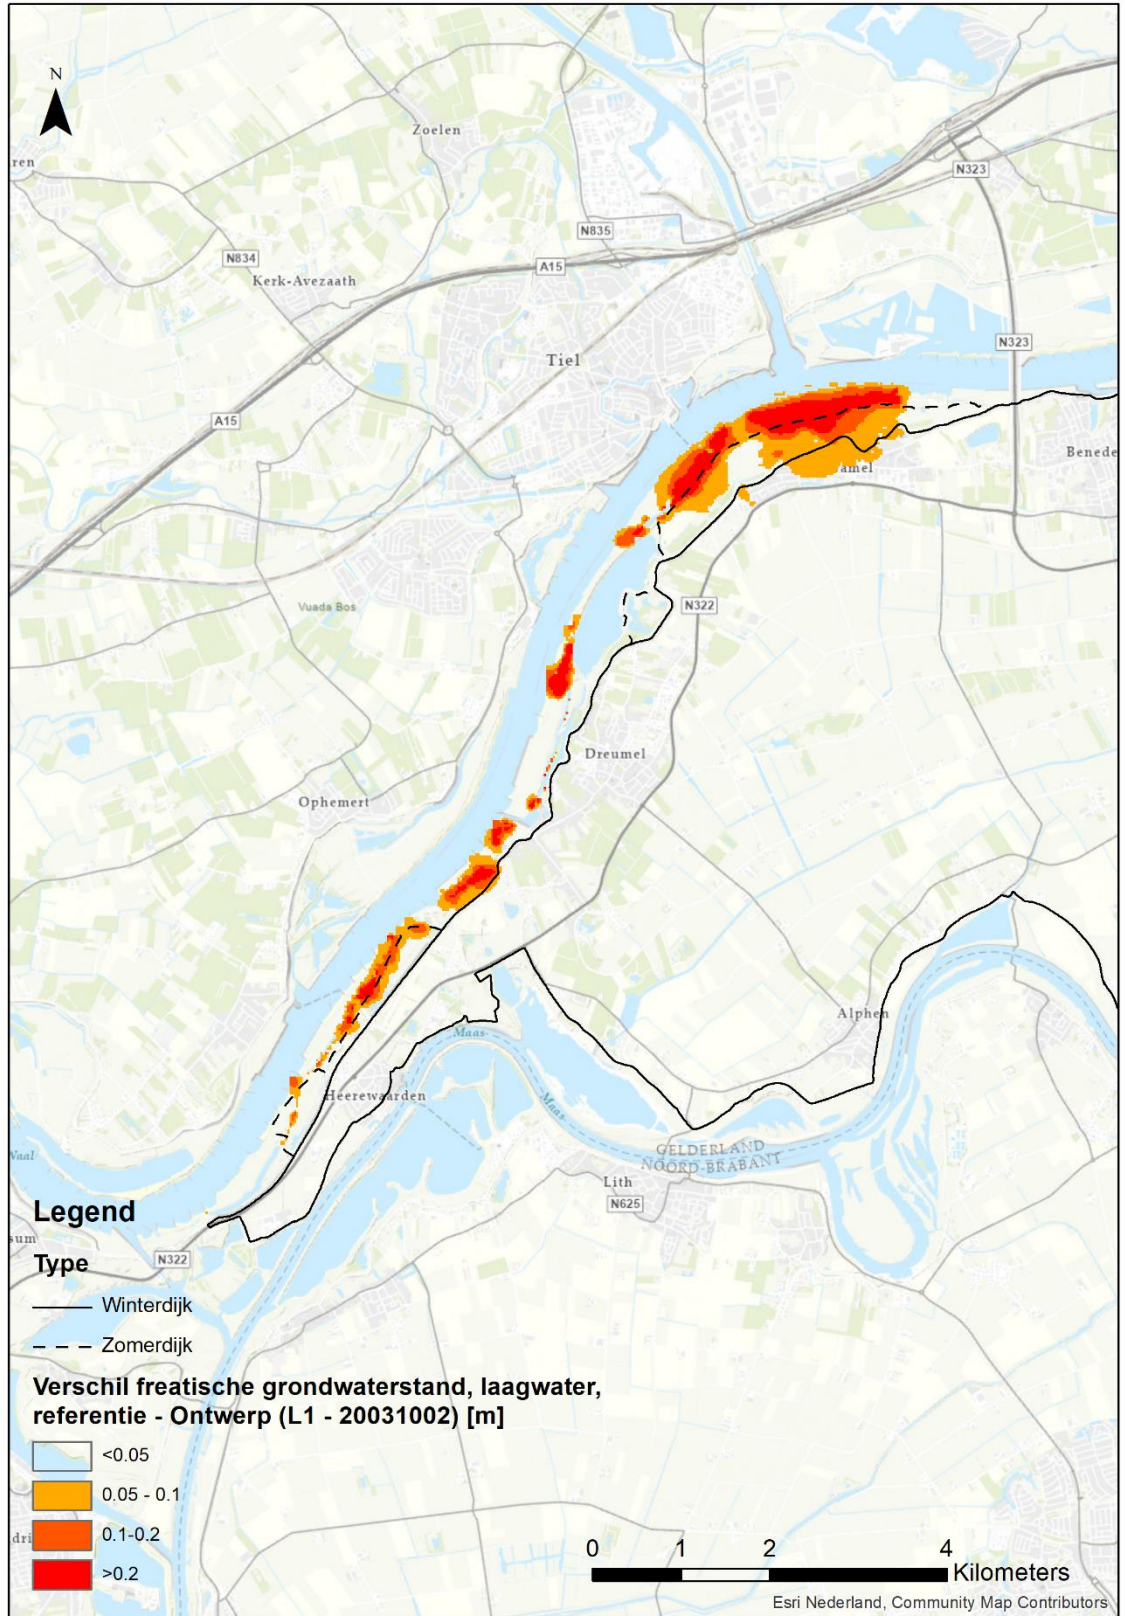 N
Zoelen
ren
N323
N835
N834
A15
Kerk-Avezaath
N323
Tiel
A15
Benede
amel
Vuada Bos
N322
Dreumel
Ophemert
Alphen
Maas
Heerewaarden
Maas
GELDERLAND
NOORD-BRABANT
Waal
Lith
N625
Legend
sum
N322
Type
Winterdijk
Zomerdijk
Verschil freatische grondwaterstand, laagwater,
referentie - Ontwerp (L1 - 20031002) [m]
<0.05
0.05 - 0.1
dri
0.1-0.2
>0.2
0 1 2 4
Kilometers
Esri Nederland, Community Map Contributors